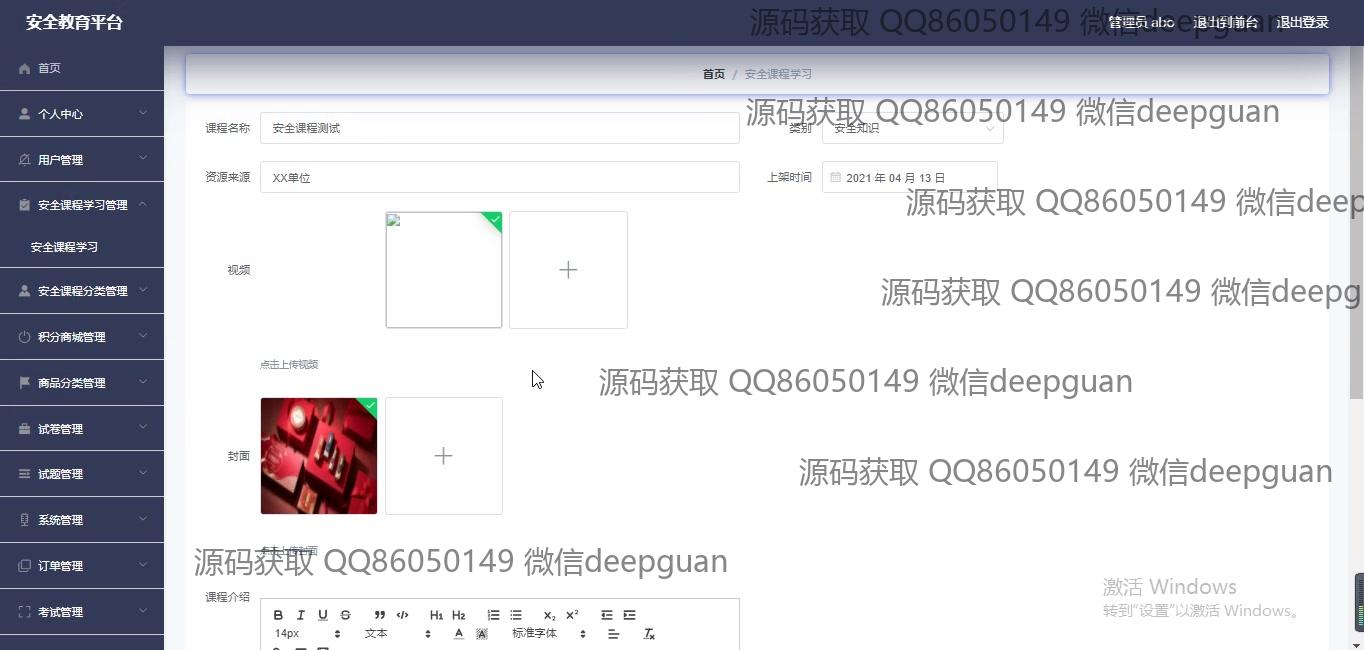 安全教育平台
源码获取 QQ86050149 微信deepguan
管理员 abo 退出到前台 退出登录
首页
个人中心
用户管理
安全课程学习管理
安全课程学习
安全课程分类管理
积分商城管理
商品分类管理
试卷管理
试题管理
系统管理
订单管理
考试管理
首页 / 安全课程学习
源码获取 QQ86050149 微信deepguan
课程名称 安全课程测试 类别 安全知识
资源来源 XX单位 上架时间 2021 年 04 月 13 日
源码获取 QQ86050149 微信deep
视频
源码获取 QQ86050149 微信deepg
点击上传视频
源码获取 QQ86050149 微信deepguan
封面
源码获取 QQ86050149 微信deepguan
点击上传封面
源码获取 QQ86050149 微信deepguan
激活 Windows
转到"设置"以激活 Windows。
课程介绍
B I U S ❞ </> H1 H2 X₂ X²
14px 文本 A A 标准字体 Tx